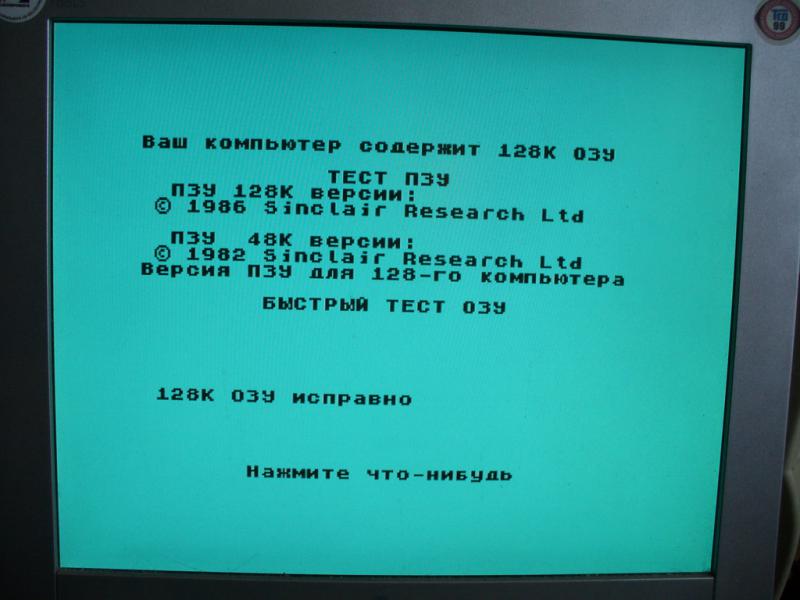 Ваш компьютер содержит 128К ОЗУ
ТЕСТ ПЗУ
ПЗУ 128К версии:
© 1986 Sinclair Research Ltd
ПЗУ 48К версии:
© 1982 Sinclair Research Ltd
Версия ПЗУ для 128-го компьютера
БЫСТРЫЙ ТЕСТ ОЗУ
128К ОЗУ исправно
Нажмите что-нибудь